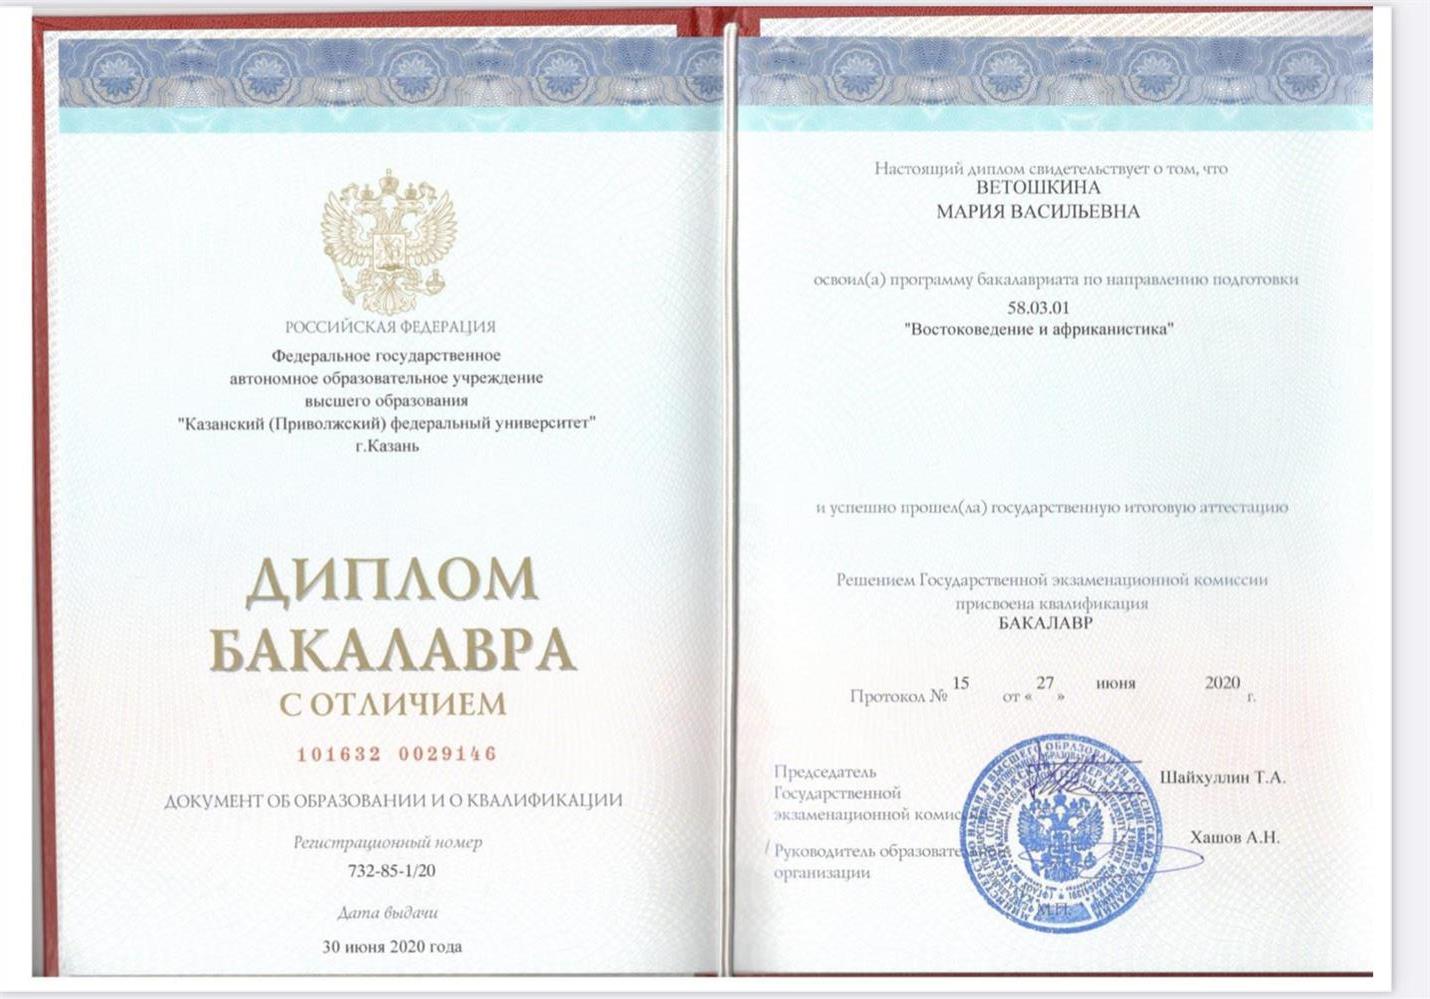 РОССИЙСКАЯ ФЕДЕРАЦИЯ
Федеральное государственное
автономное образовательное учреждение
высшего образования
"Казанский (Приволжский) федеральный университет"
г.Казань
ДИПЛОМ
БАКАЛАВРА
С ОТЛИЧИЕМ
101632 0029146
ДОКУМЕНТ ОБ ОБРАЗОВАНИИ И О КВАЛИФИКАЦИИ
Регистрационный номер
732-85-1/20
Дата выдачи
30 июня 2020 года
Настоящий диплом свидетельствует о том, что
ВЕТОШКИНА
МАРИЯ ВАСИЛЬЕВНА
освоил(а) программу бакалавриата по направлению подготовки
58.03.01
"Востоковедение и африканистика"
и успешно прошел(ла) государственную итоговую аттестацию
Решением Государственной экзаменационной комиссии
присвоена квалификация
БАКАЛАВР
Протокол № 15 от « 27 » июня 2020 г.
Председатель
Государственной
экзаменационной
Шайхуллин Т.А.
Руководитель
организации
Хашов А.Н.
М.П.